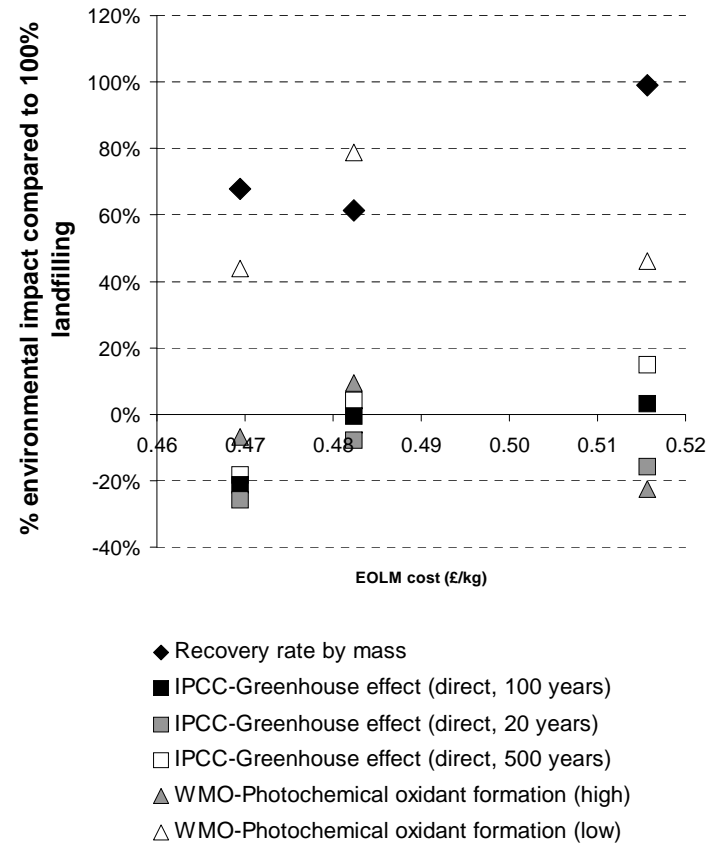 % environmental impact compared to 100%
landfilling
120%
100%
80%
60%
40%
20%
0%
-20%
-40%
0.46 0.47 0.48 0.49 0.50 0.51 0.52
EOLM cost (£/kg)
Recovery rate by mass
IPCC-Greenhouse effect (direct, 100 years)
IPCC-Greenhouse effect (direct, 20 years)
IPCC-Greenhouse effect (direct, 500 years)
WMO-Photochemical oxidant formation (high)
WMO-Photochemical oxidant formation (low)